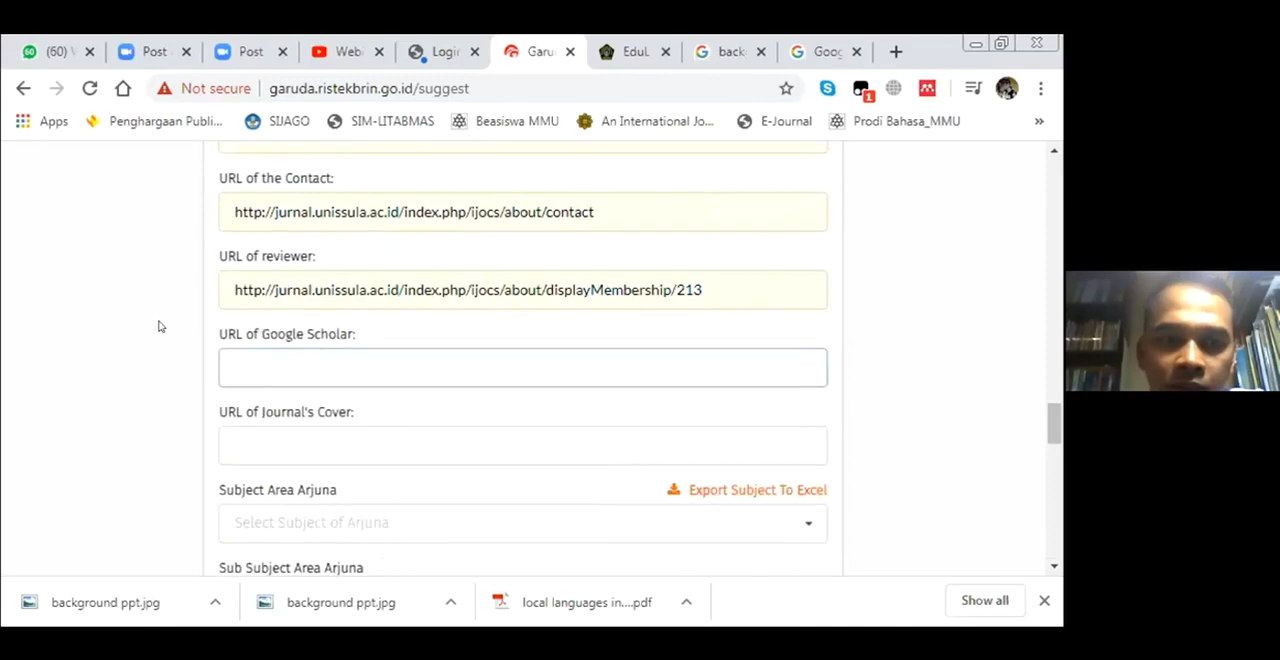 (60)
Post
Post
Web
Login
Garu
EduL
back
Goog
Not secure
garuda.ristekbrin.go.id/suggest
1
Apps
Penghargaan Publi...
SIJAGO
SIM-LITABMAS
Beasiswa MMU
An International Jo...
E-Journal
Prodi Bahasa_MMU
»
URL of the Contact:
http://jurnal.unissula.ac.id/index.php/ijocs/about/contact
URL of reviewer:
http://jurnal.unissula.ac.id/index.php/ijocs/about/displayMembership/213
URL of Google Scholar:
URL of Journal's Cover:
Subject Area Arjuna
Export Subject To Excel
Select Subject of Arjuna
Sub Subject Area Arjuna
background ppt.jpg
background ppt.jpg
local languages in....pdf
Show all